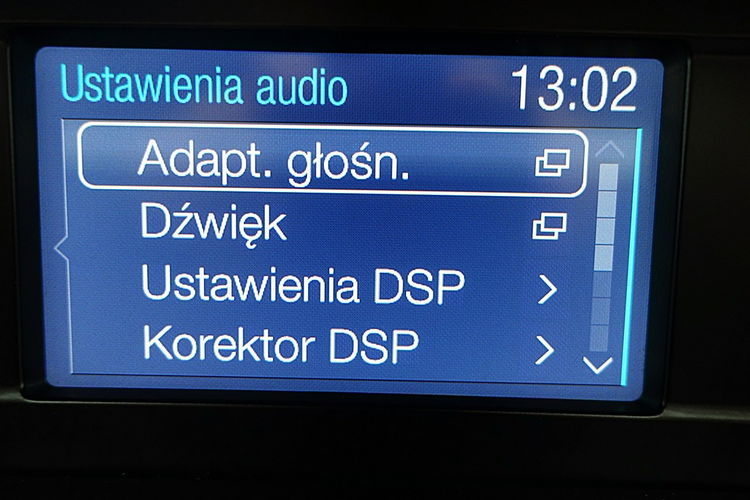 Ustawienia audio 13:02
Adapt. głośn.
Dźwięk
Ustawienia DSP
Korektor DSP